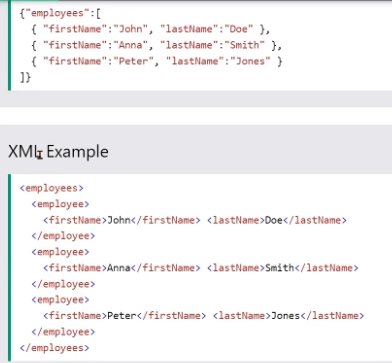 {"employees":[
{ "firstName":"John", "lastName":"Doe" },
{ "firstName":"Anna", "lastName":"Smith" },
{ "firstName":"Peter", "lastName":"Jones" }
]}
XML Example
<employees>
<employee>
<firstName>John</firstName> <lastName>Doe</lastName>
</employee>
<employee>
<firstName>Anna</firstName> <lastName>Smith</lastName>
</employee>
<employee>
<firstName>Peter</firstName> <lastName>Jones</lastName>
</employee>
</employees>